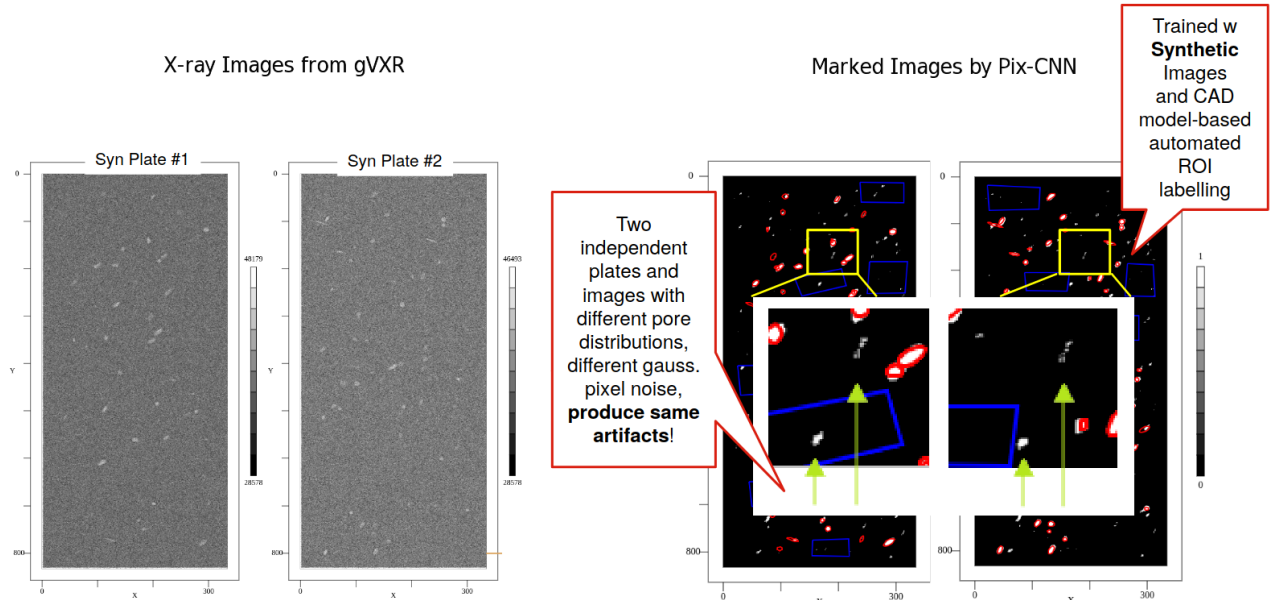 X-ray Images from gVXR
Marked Images by Pix-CNN
Trained w
Synthetic
Images
and CAD
model-based
automated
ROI
labelling
Syn Plate #1
Syn Plate #2
0
800
Y
0
300
X
48179
28578
0
800
Y
0
300
X
46493
28578
Two
independent
plates and
images with
different pore
distributions,
different gauss.
pixel noise,
produce same
artifacts!
0
800
0
300
0
800
0
300
X
1
0